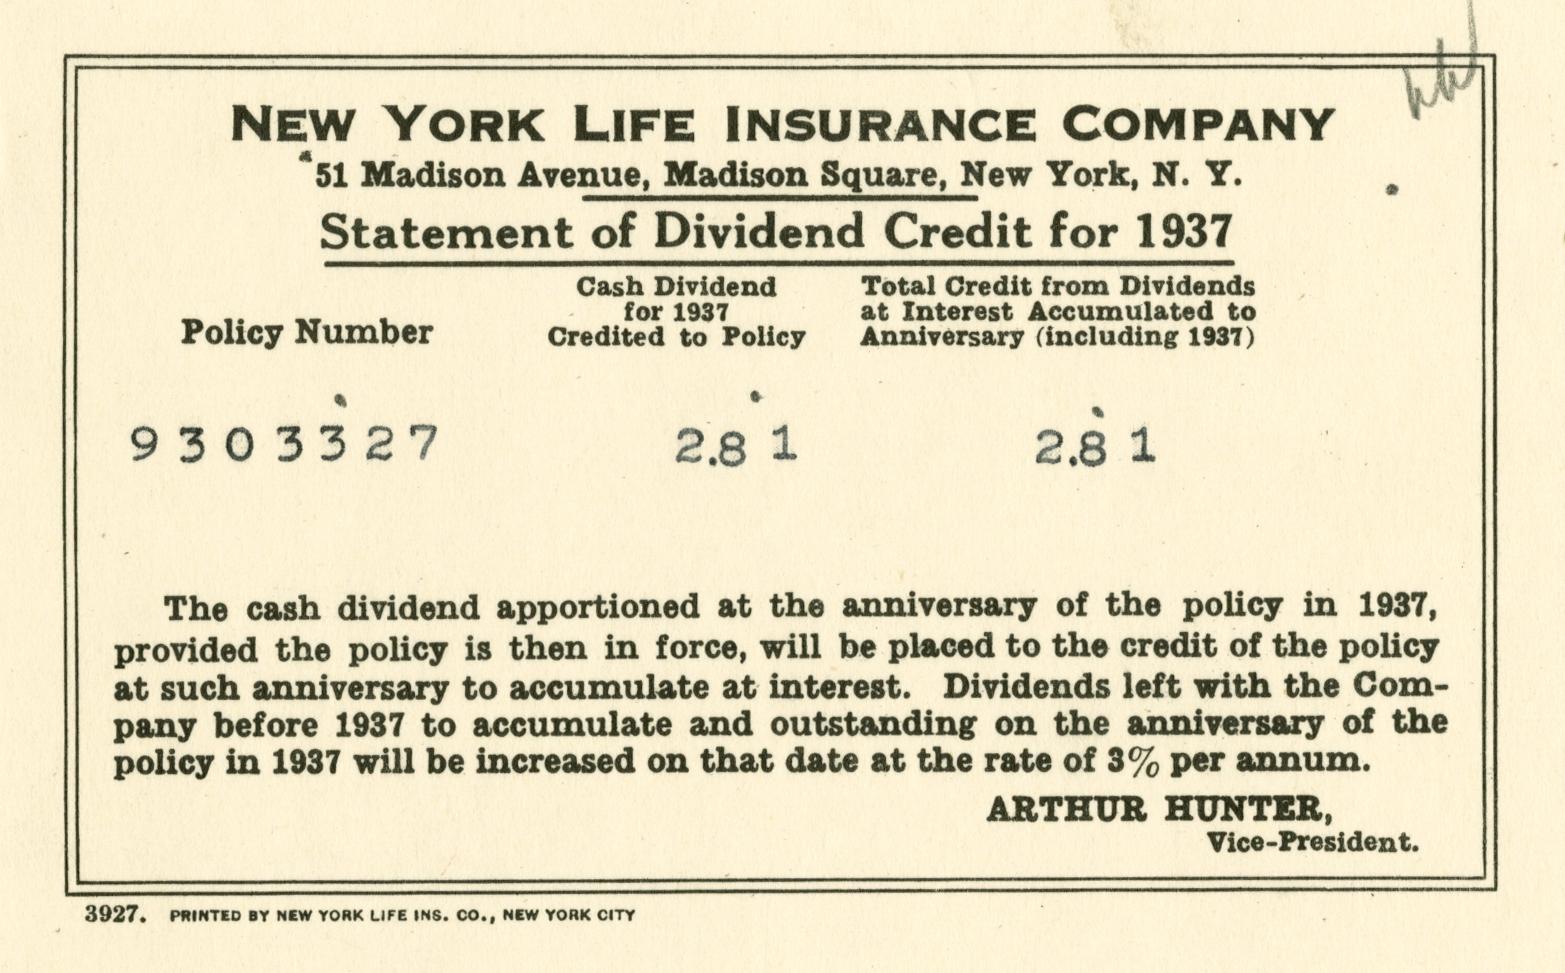 NEW YORK LIFE INSURANCE COMPANY
51 Madison Avenue, Madison Square, New York, N. Y.
Statement of Dividend Credit for 1937
Policy Number
Cash Dividend
for 1937
Credited to Policy
Total Credit from Dividends
at Interest Accumulated to
Anniversary (including 1937)
9303327 2.81 2.81
The cash dividend apportioned at the anniversary of the policy in 1937,
provided the policy is then in force, will be placed to the credit of the policy
at such anniversary to accumulate at interest. Dividends left with the Com-
pany before 1937 to accumulate and outstanding on the anniversary of the
policy in 1937 will be increased on that date at the rate of 3% per annum.
ARTHUR HUNTER,
Vice-President.
3927. PRINTED BY NEW YORK LIFE INS. CO., NEW YORK CITY